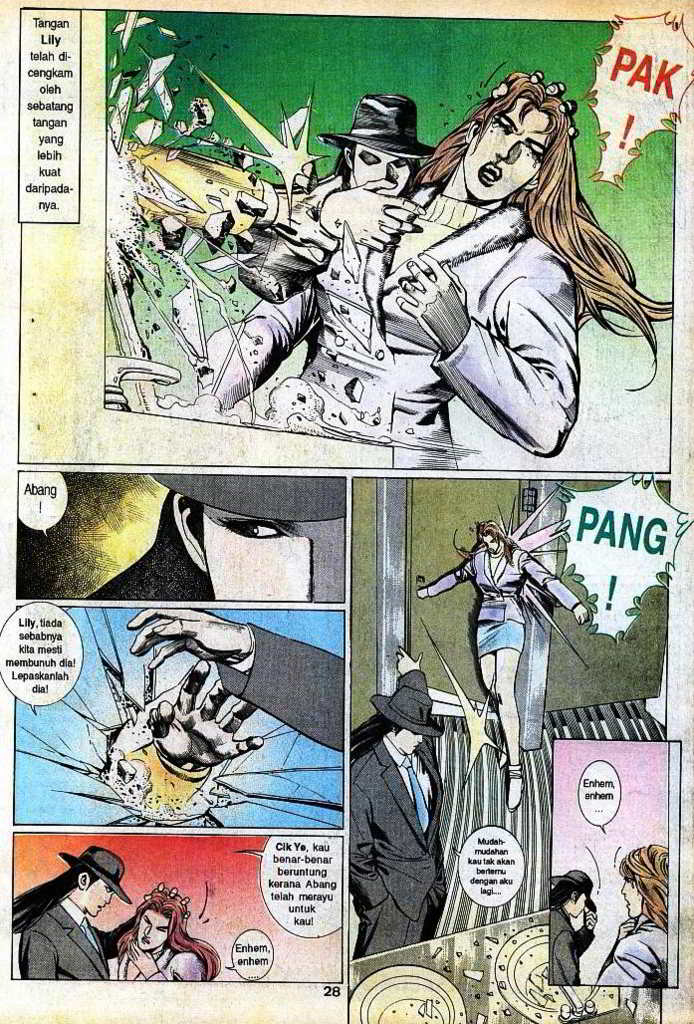 Tangan
Lily
telah di-
cengkam
oleh
sebatang
tangan
yang
lebih
kuat
daripada-
nya.
PAK
!
Abang
!
PANG
!
Lily, tiada
sebabnya
kita mesti
membunuh dia!
Lepaskanlah
dia!
Cik Ye, kau
benar-benar
beruntung
kerana Abang
telah merayu
untuk
kau!
Enhem,
enhem
...
Mudah-
mudahan
kau tak akan
bertemu
dengan aku
lagi....
Enhem,
enhem
...
28